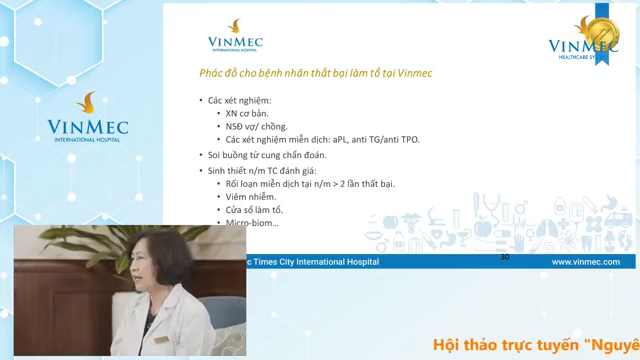 VINMEC
INTERNATIONAL HOSPITAL
VINMEC
HEALTHCARE SY
Phác đồ cho bệnh nhân thất bại làm tổ tại Vinmec
VINMEC
INTERNATIONAL HOSPITAL
• Các xét nghiệm:
• XN cơ bản.
• NSĐ vợ/ chồng.
• Các xét nghiệm miễn dịch: aPL, anti TG/anti TPO.
• Soi buồng tử cung chẩn đoán.
• Sinh thiết n/m TC đánh giá:
• Rối loạn miễn dịch tại n/m > 2 lần thất bại.
• Viêm nhiễm.
• Cửa sổ làm tổ.
• Micro-biom...
30
c Times City International Hospital
www.vinmec.com
Hội thảo trực tuyến "Nguyê